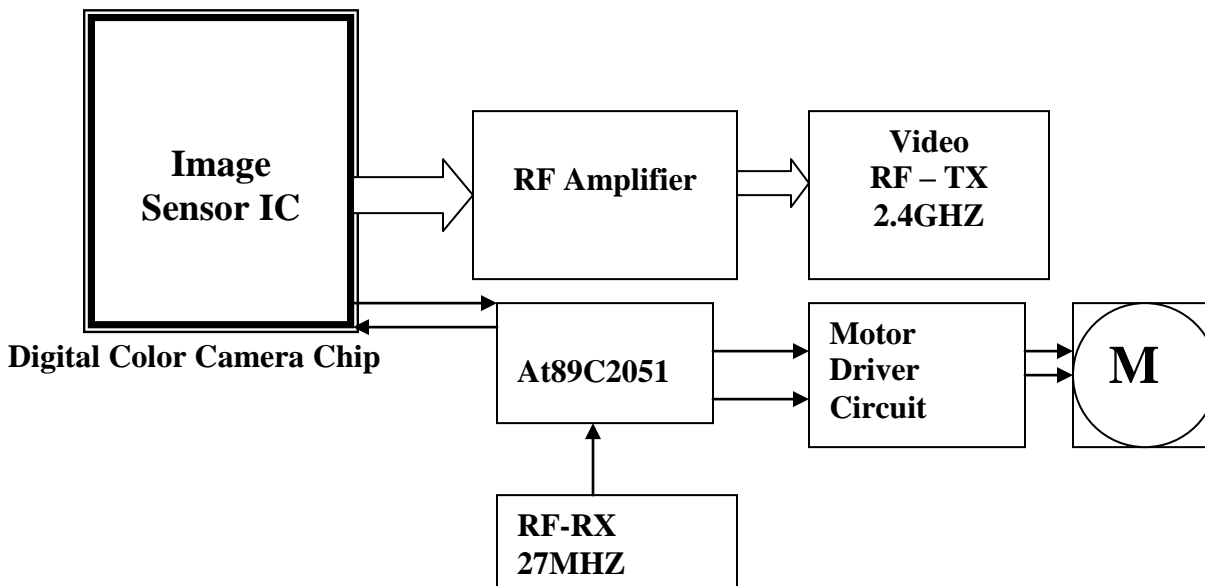 Image
Sensor IC
RF Amplifier
Video
RF – TX
2.4GHZ
Digital Color Camera Chip
At89C2051
Motor
Driver
Circuit
M
RF-RX
27MHZ